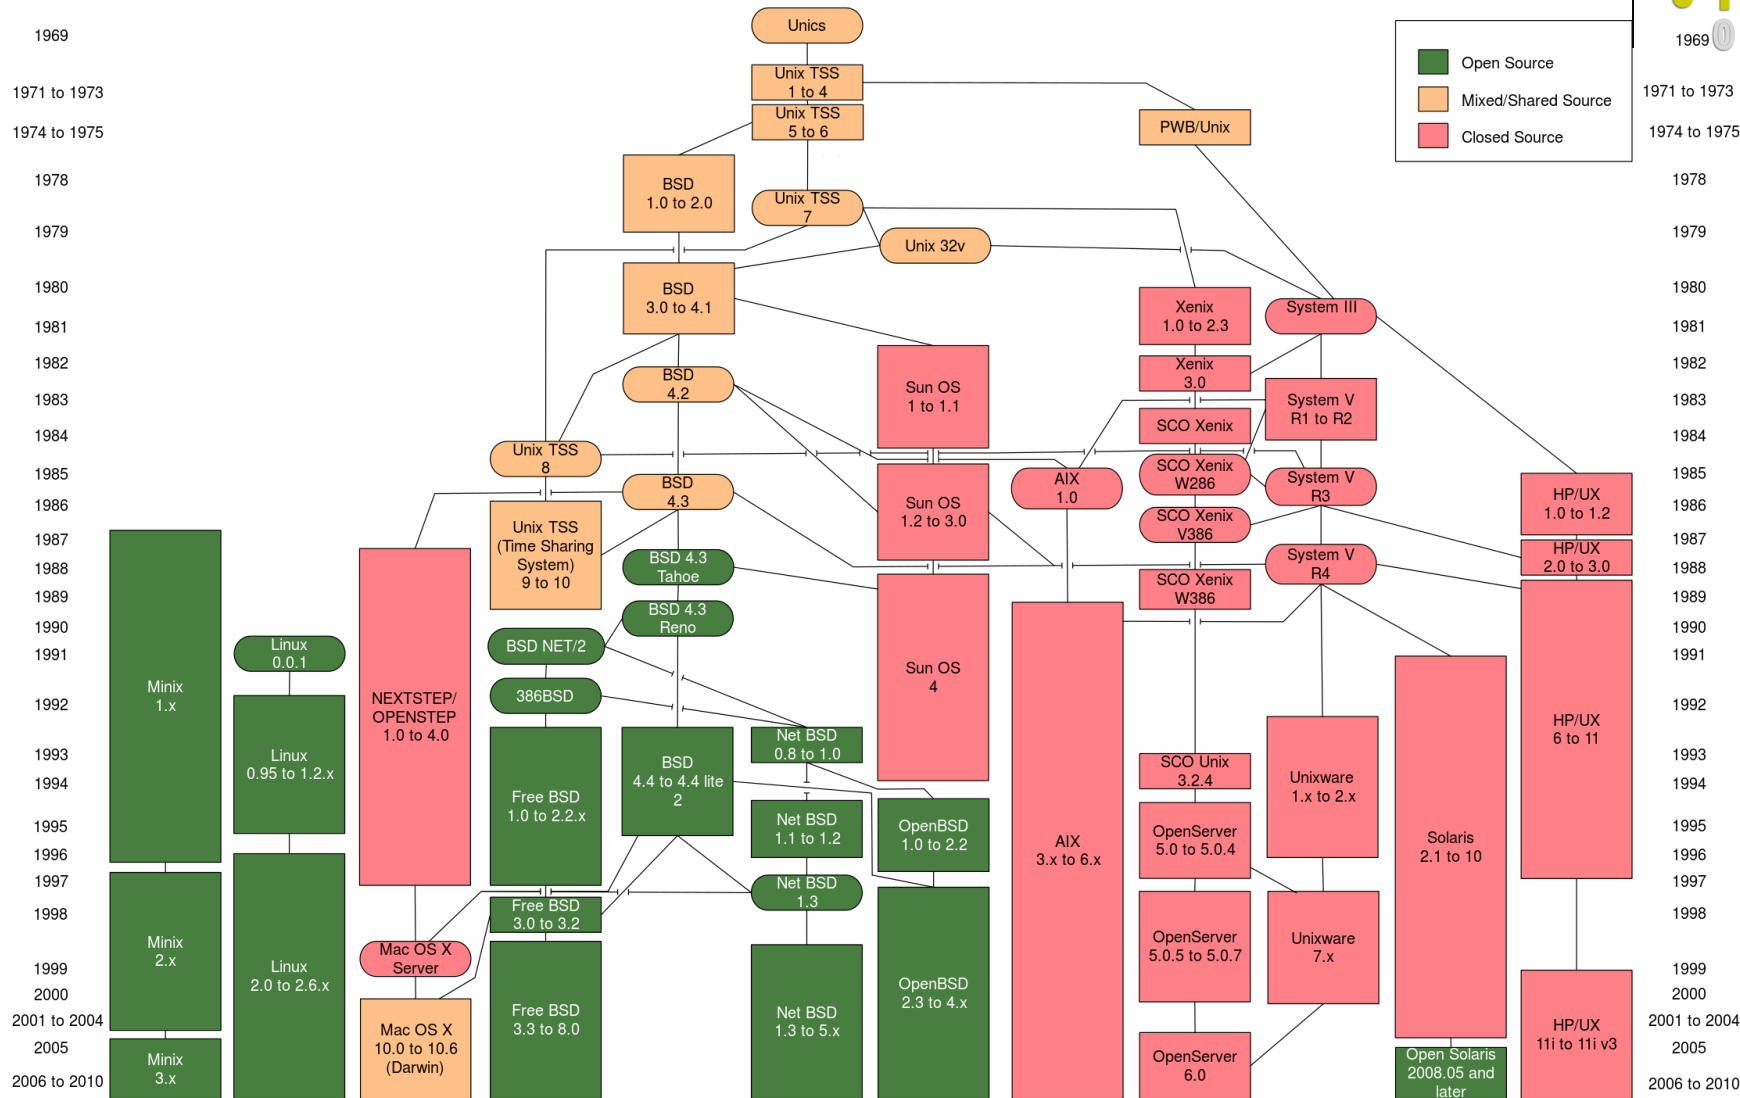 Unics
1969
1969
0
Open Source
Unix TSS
1 to 4
1971 to 1973
1971 to 1973
Mixed/Shared Source
Unix TSS
5 to 6
PWB/Unix
1974 to 1975
1974 to 1975
Closed Source
1978
BSD
1.0 to 2.0
Unix TSS
7
1978
1979
Unix 32v
1979
1980
BSD
3.0 to 4.1
Xenix
1.0 to 2.3
System III
1980
1981
1981
1982
Xenix
3.0
1982
BSD
4.2
Sun OS
1 to 1.1
1983
System V
R1 to R2
1983
SCO Xenix
1984
1984
Unix TSS
8
SCO Xenix
W286
1985
AIX
1.0
System V
R3
1985
BSD
4.3
HP/UX
1.0 to 1.2
1986
Sun OS
1.2 to 3.0
SCO Xenix
V386
1986
Unix TSS
(Time Sharing
System)
9 to 10
1987
HP/UX
2.0 to 3.0
1987
BSD 4.3
Tahoe
System V
R4
1988
1988
SCO Xenix
W386
1989
1989
BSD 4.3
Reno
1990
1990
Linux
0.0.1
BSD NET/2
1991
1991
Minix
1.x
Sun OS
4
NEXTSTEP/
OPENSTEP
1.0 to 4.0
386BSD
1992
1992
HP/UX
6 to 11
Linux
0.95 to 1.2.x
BSD
4.4 to 4.4 lite
2
Net BSD
0.8 to 1.0
1993
1993
SCO Unix
3.2.4
Unixware
1.x to 2.x
1994
1994
Free BSD
1.0 to 2.2.x
Net BSD
1.1 to 1.2
OpenBSD
1.0 to 2.2
OpenServer
5.0 to 5.0.4
1995
1995
AIX
3.x to 6.x
Solaris
2.1 to 10
1996
1996
1997
1997
Net BSD
1.3
Free BSD
3.0 to 3.2
1998
1998
Minix
2.x
Mac OS X
Server
OpenServer
5.0.5 to 5.0.7
Unixware
7.x
Linux
2.0 to 2.6.x
1999
1999
OpenBSD
2.3 to 4.x
2000
2000
Free BSD
3.3 to 8.0
Net BSD
1.3 to 5.x
2001 to 2004
2001 to 2004
Mac OS X
10.0 to 10.6
(Darwin)
HP/UX
11i to 11i v3
2005
2005
Minix
3.x
OpenServer
6.0
Open Solaris
2008.05 and
later
2006 to 2010
2006 to 2010